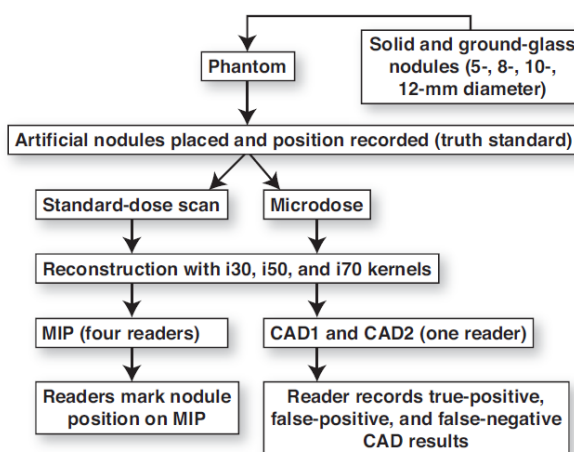 Phantom
Solid and ground-glass
nodules (5-, 8-, 10-,
12-mm diameter)
Artificial nodules placed and position recorded (truth standard)
Standard-dose scan
Microdose
Reconstruction with i30, i50, and i70 kernels
MIP (four readers)
CAD1 and CAD2 (one reader)
Readers mark nodule
position on MIP
Reader records true-positive,
false-positive, and false-negative
CAD results